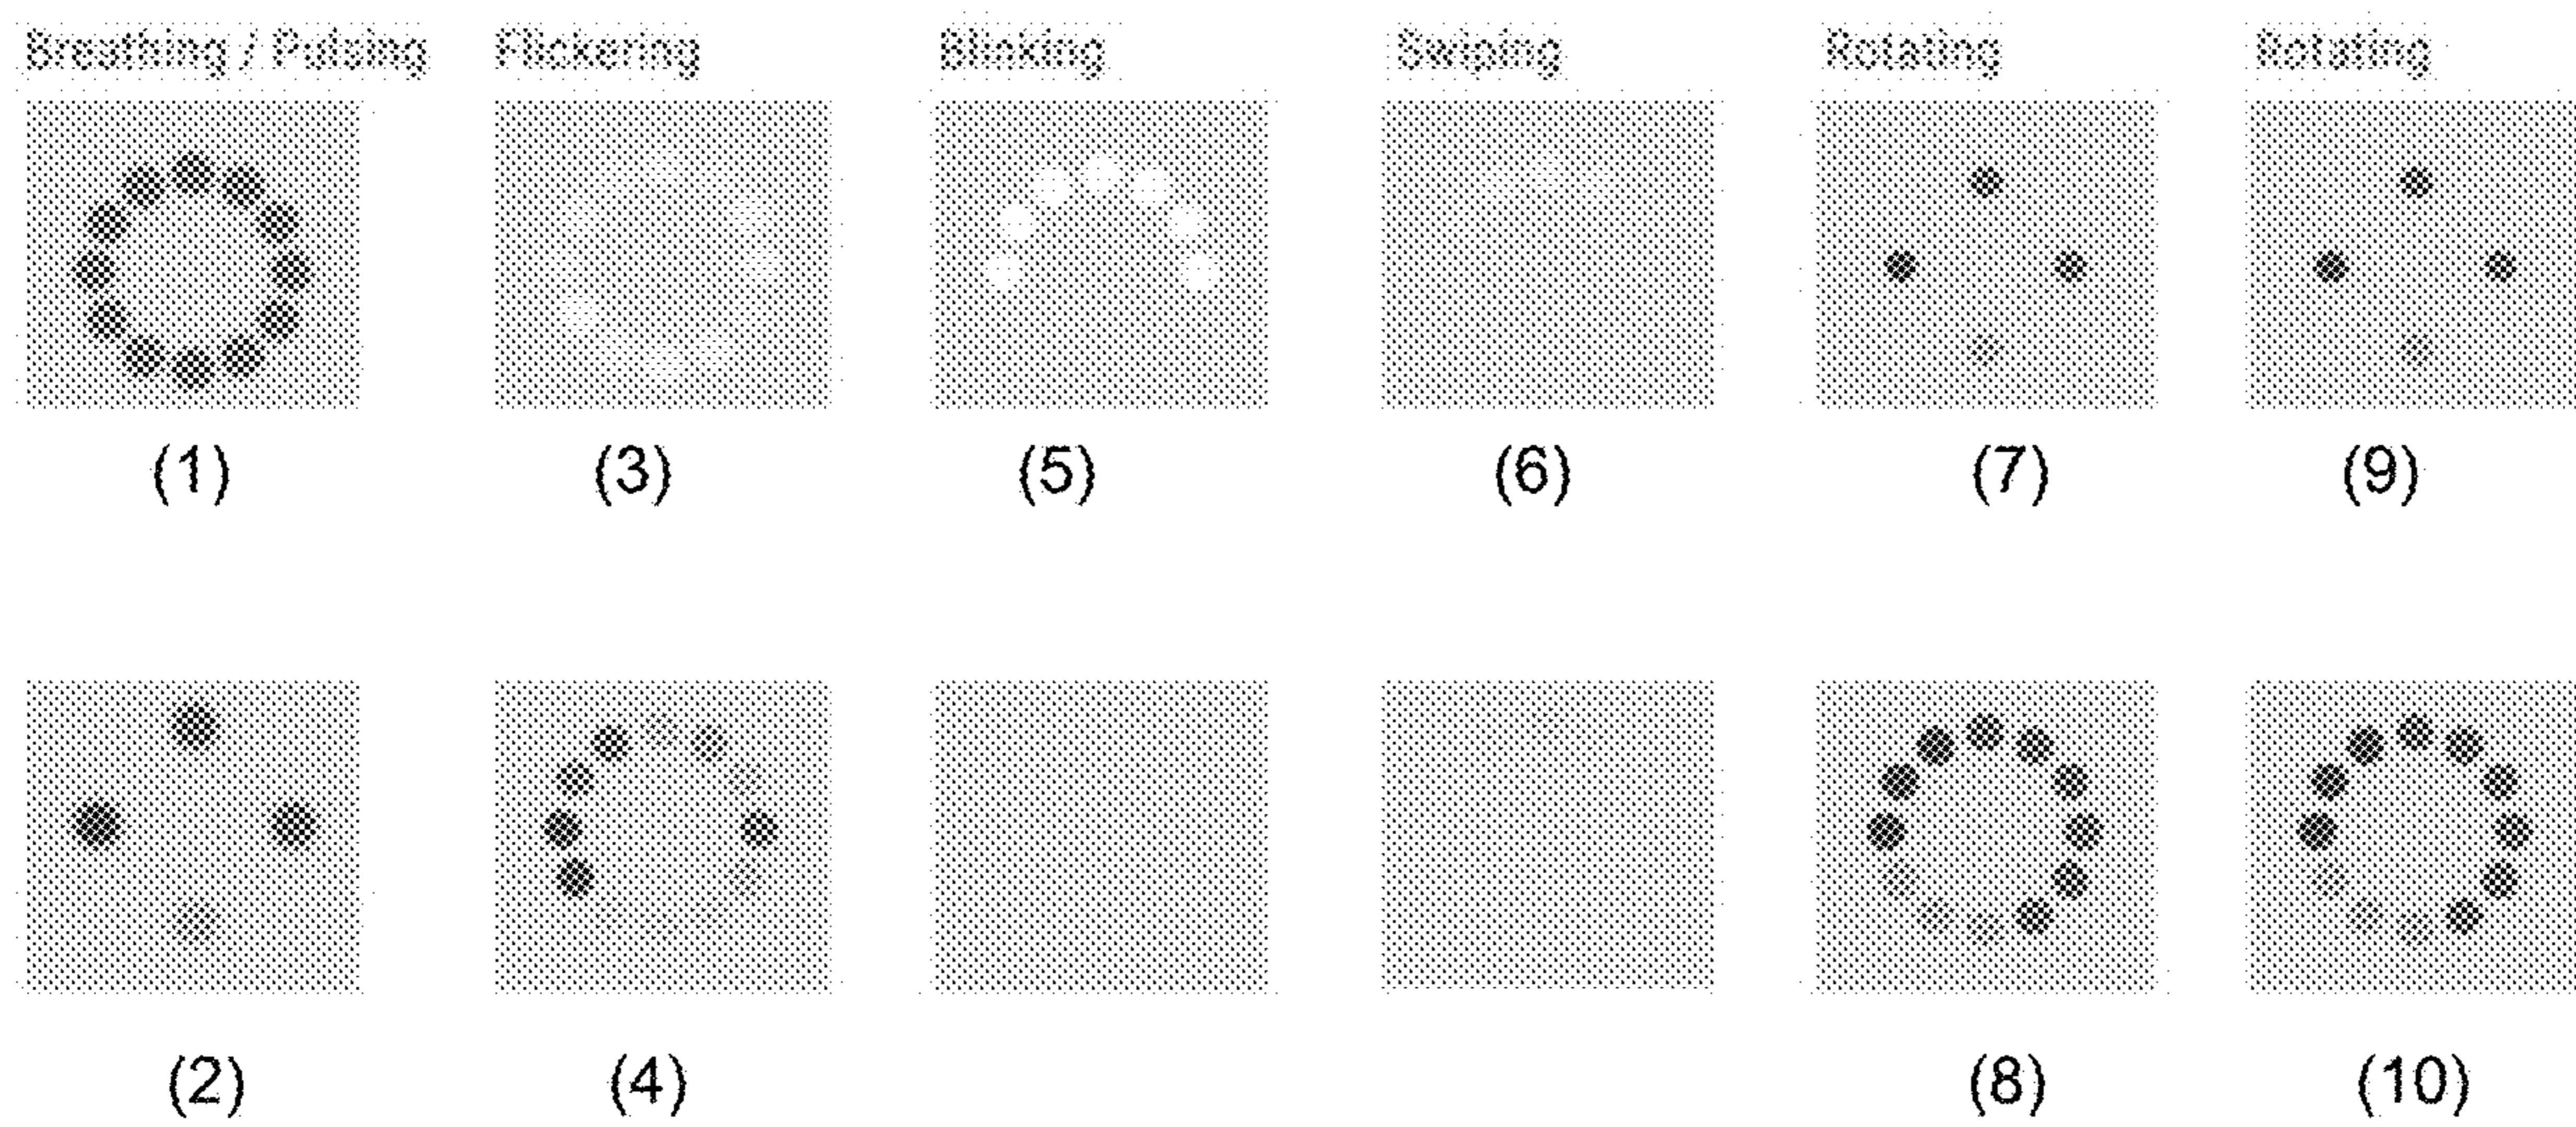 Breathing / Pulsing Flickering Blinking Swiping Rotating Rotating
(1) (3) (5) (6) (7) (9)
(2) (4) (8) (10)